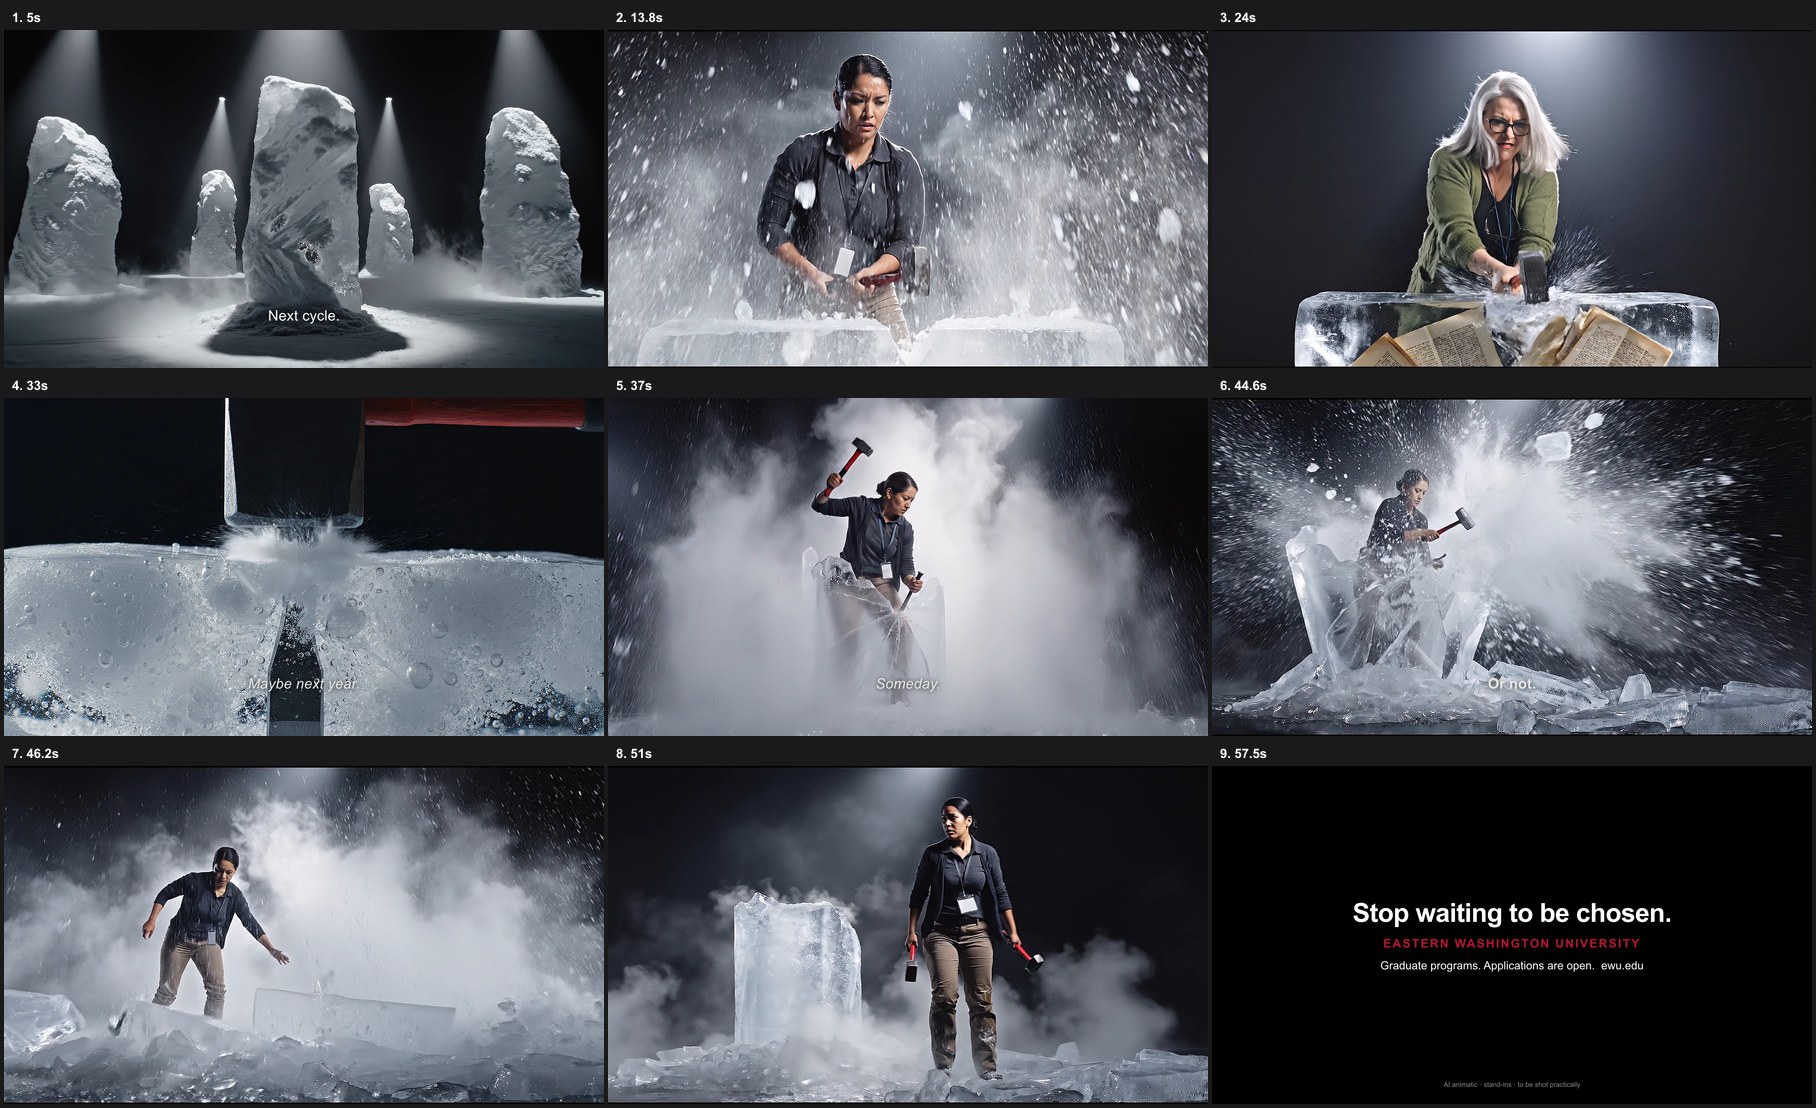 1. 5s
2. 13.8s
3. 24s
Next cycle.
4. 33s
5. 37s
6. 44.6s
Maybe next year.
Someday.
Or not.
7. 46.2s
8. 51s
9. 57.5s
Stop waiting to be chosen.
EASTERN WASHINGTON UNIVERSITY
Graduate programs. Applications are open. ewu.edu
AI animatic · stand-ins · to be shot practically